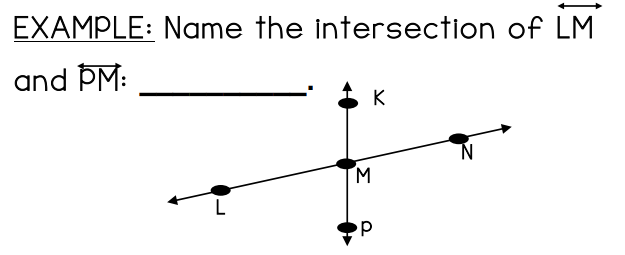 EXAMPLE: Name the intersection of LM
and PM: ___________.
K
N
M
L
P